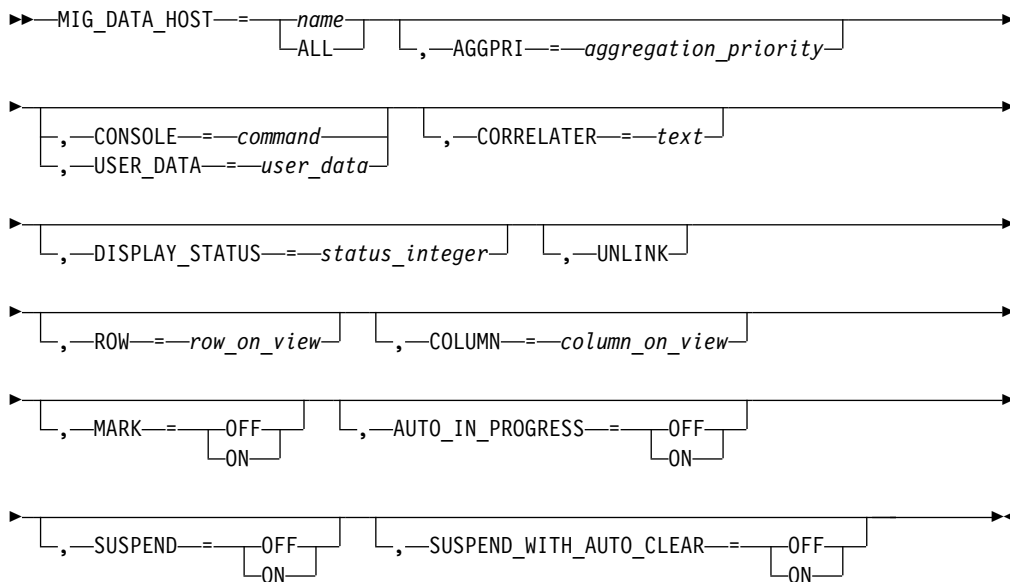 MIG_DATA_HOST = name , AGGPRI = aggregation_priority
ALL
, CONSOLE = command , CORRELATER = text
, USER_DATA = user_data
, DISPLAY_STATUS = status_integer , UNLINK
, ROW = row_on_view , COLUMN = column_on_view
, MARK = OFF , AUTO_IN_PROGRESS = OFF
ON ON
, SUSPEND = OFF , SUSPEND_WITH_AUTO_CLEAR = OFF
ON ON